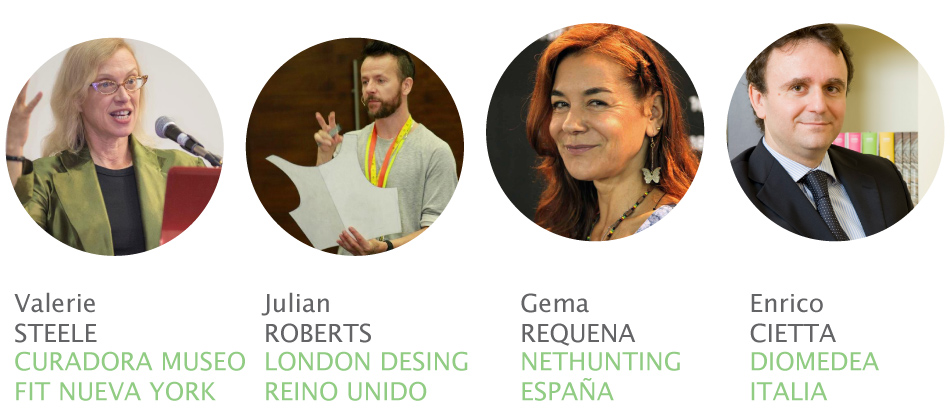 Valerie
STEELE
CURADORA MUSEO
FIT NUEVA YORK
Julian
ROBERTS
LONDON DESING
REINO UNIDO
Gema
REQUENA
NETHUNTING
ESPAÑA
Enrico
CIETTA
DIOMEDEA
ITALIA